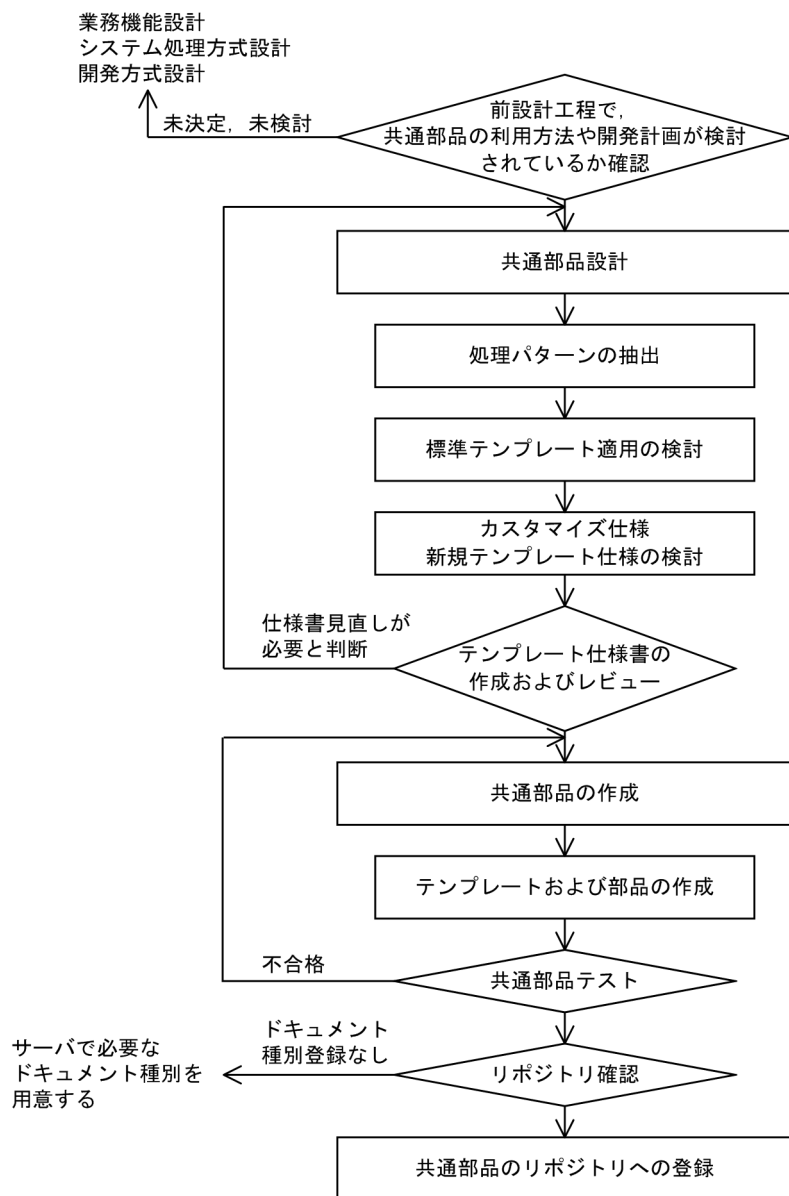 業務機能設計
システム処理方式設計
開発方式設計
未決定，未検討
前設計工程で，
共通部品の利用方法や開発計画が検討
されているか確認
共通部品設計
処理パターンの抽出
標準テンプレート適用の検討
カスタマイズ仕様
新規テンプレート仕様の検討
仕様書見直しが
必要と判断
テンプレート仕様書の
作成およびレビュー
共通部品の作成
テンプレートおよび部品の作成
不合格
共通部品テスト
ドキュメント
種別登録なし
サーバで必要な
ドキュメント種別を
用意する
リポジトリ確認
共通部品のリポジトリへの登録